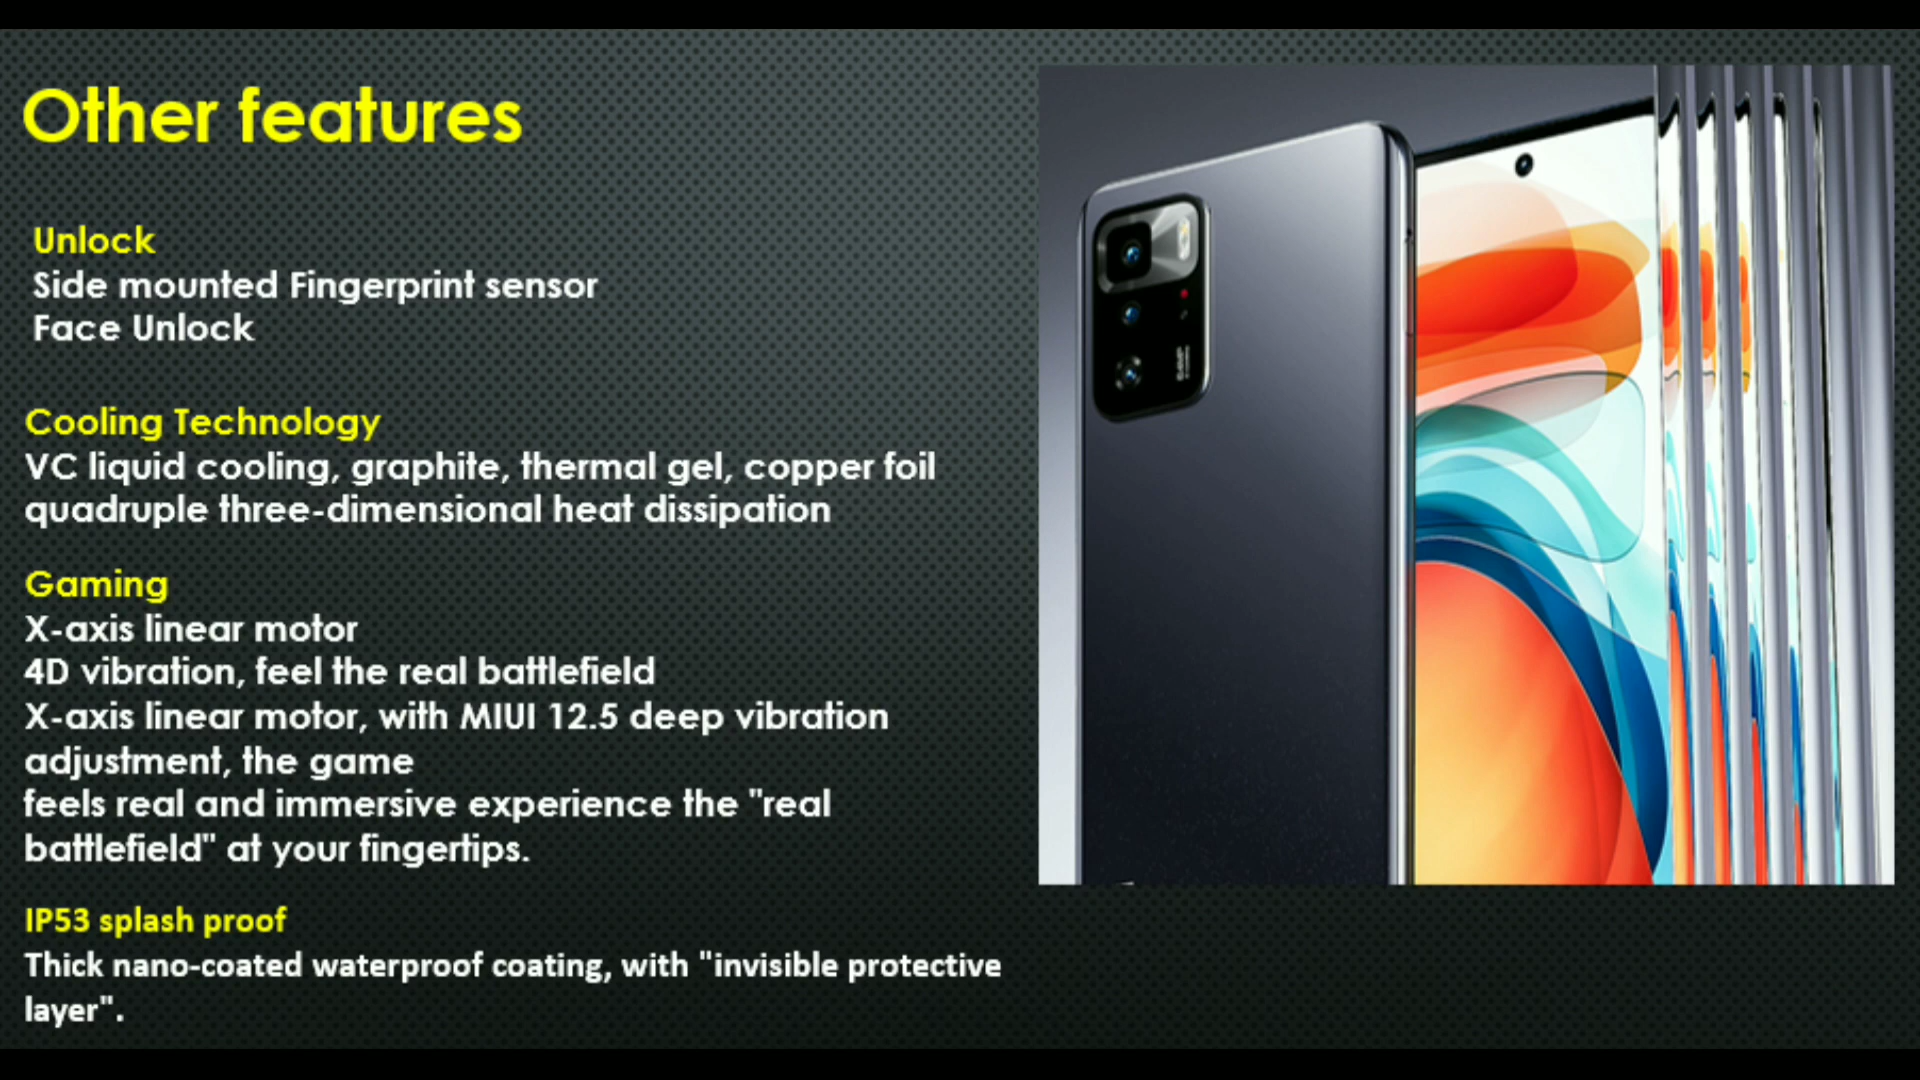 Other features
Unlock
Side mounted Fingerprint sensor
Face Unlock
Cooling Technology
VC liquid cooling, graphite, thermal gel, copper foil
quadruple three-dimensional heat dissipation
Gaming
X-axis linear motor
4D vibration, feel the real battlefield
X-axis linear motor, with MIUI 12.5 deep vibration
adjustment, the game
feels real and immersive experience the "real
battlefield" at your fingertips.
IP53 splash proof
Thick nano-coated waterproof coating, with "invisible protective
layer".